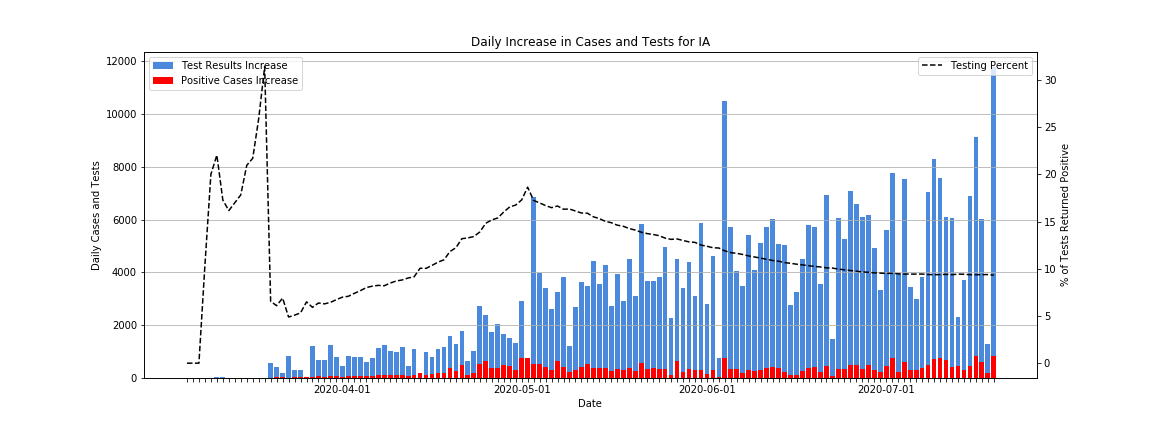 Daily Increase in Cases and Tests for IA
Test Results Increase
Positive Cases Increase
Testing Percent
12000
10000
8000
6000
4000
2000
0
Daily Cases and Tests
30
25
20
15
10
5
0
% of Tests Returned Positive
2020-04-01
2020-05-01
2020-06-01
2020-07-01
Date